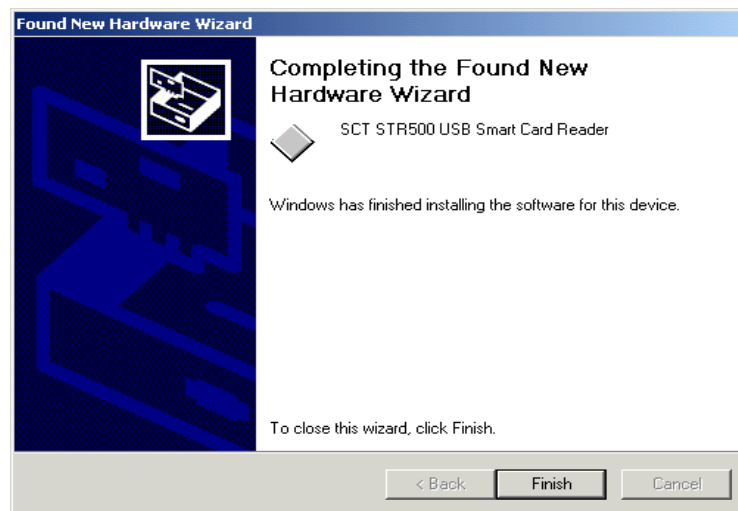 Found New Hardware Wizard
Completing the Found New
Hardware Wizard
SCT STR500 USB Smart Card Reader
Windows has finished installing the software for this device.
To close this wizard, click Finish.
< Back
Finish
Cancel